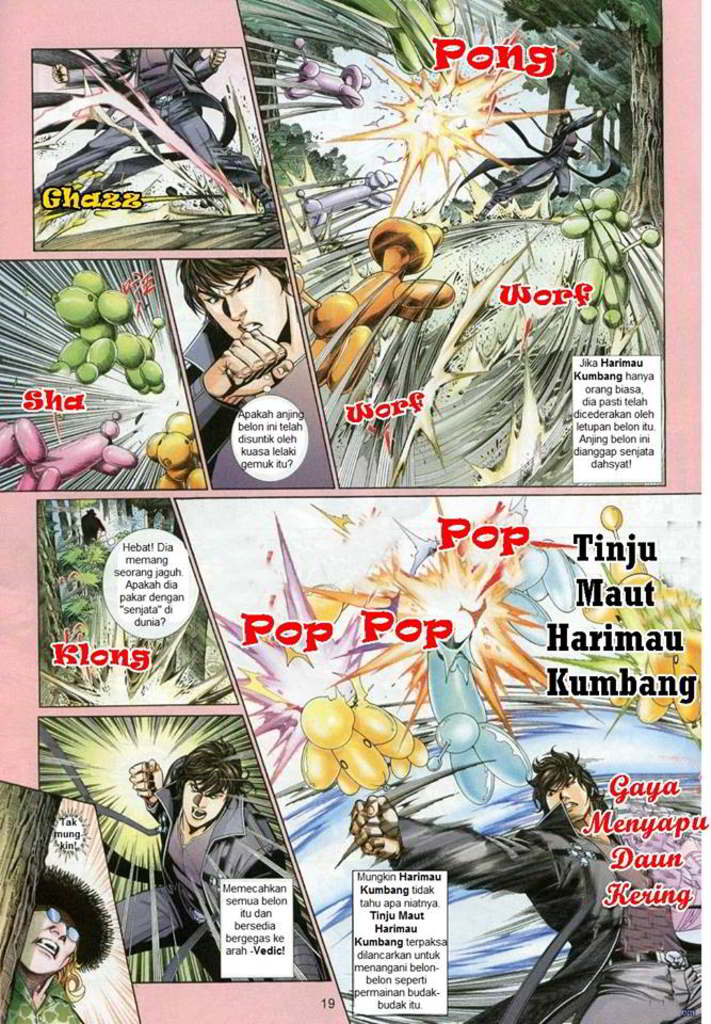 Ghazz
Pong
Worf
Worf
Jika Harimau
Kumbang hanya
orang biasa,
dia pasti telah
dicederakan oleh
letupan belon ini.
Anjing belon ini
dianggap senjata
dahsyat!
Sha
Apakah anjing
belon ini telah
disuntik oleh
kuasa lelaki
gemuk itu?
Hebat! Dia
memang
seorang jaguh.
Apakah dia
pakar dengan
"senjata" di
dunia?
Klong
Pop
Pop Pop
Tinju
Maut
Harimau
Kumbang
Gaya
Menyapu
Daun
Kering
Tak
mung-
kin!
Memecahkan
semua belon
itu dan
bersedia
bergegas ke
arah -Vedic!
Mungkin Harimau
Kumbang tidak
tahu apa niatnya.
Tinju Maut
Harimau
Kumbang terpaksa
dilancarkan untuk
menangani belon-
belon seperti
permainan budak-
budak itu.
19